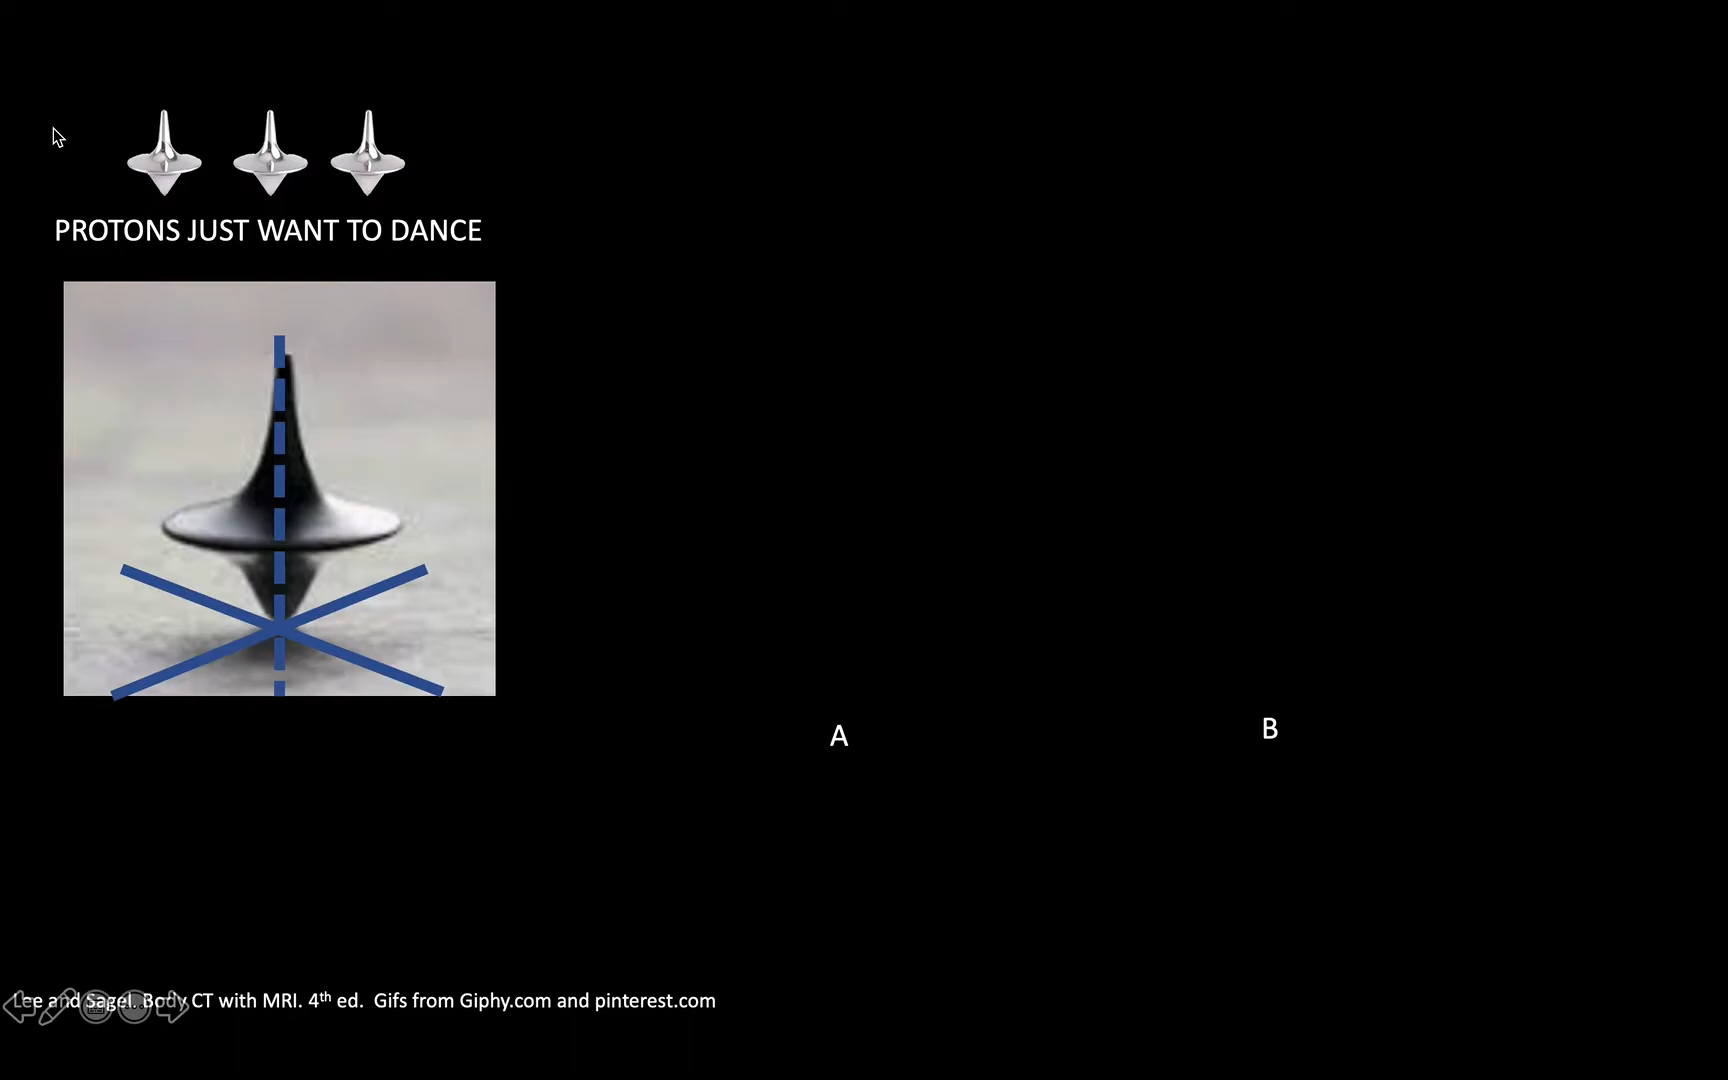 PROTONS JUST WANT TO DANCE
A
B
Lee and Sagel. Body CT with MRI. 4th ed. Gifs from Giphy.com and pinterest.com